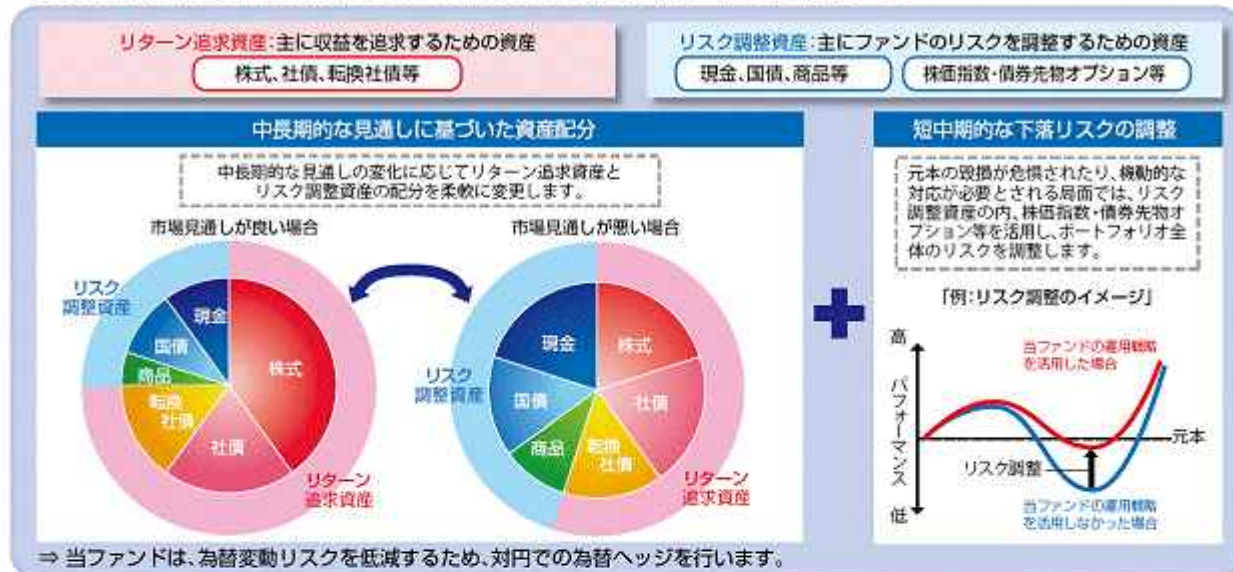 リターン追求資産:主に収益を追求するための資産
株式、社債、転換社債等
リスク調整資産:主にファンドのリスクを調整するための資産
現金、国債、商品等
株価指数・債券先物オプション等
中長期的な見通しに基づいた資産配分
中長期的な見通しの変化に応じてリターン追求資産と
リスク調整資産の配分を柔軟に変更します。
市場見通しが良い場合
リスク
調整資産
現金
国債
商品
転換
社債
社債
株式
リターン
追求資産
市場見通しが悪い場合
リスク
調整資産
現金
国債
商品
転換
社債
社債
株式
リターン
追求資産
短中期的な下落リスクの調整
元本の毀損が危惧されたり、機動的な
対応が必要とされる局面では、リスク
調整資産の内、株価指数・債券先物オ
プション等を活用し、ポートフォリオ全
体のリスクを調整します。
「例:リスク調整のイメージ」
高
パフォーマンス
低
当ファンドの運用戦略
を活用した場合
元本
リスク調整
当ファンドの運用戦略
を活用しなかった場合
⇒ 当ファンドは、為替変動リスクを低減するため、対円での為替ヘッジを行います。